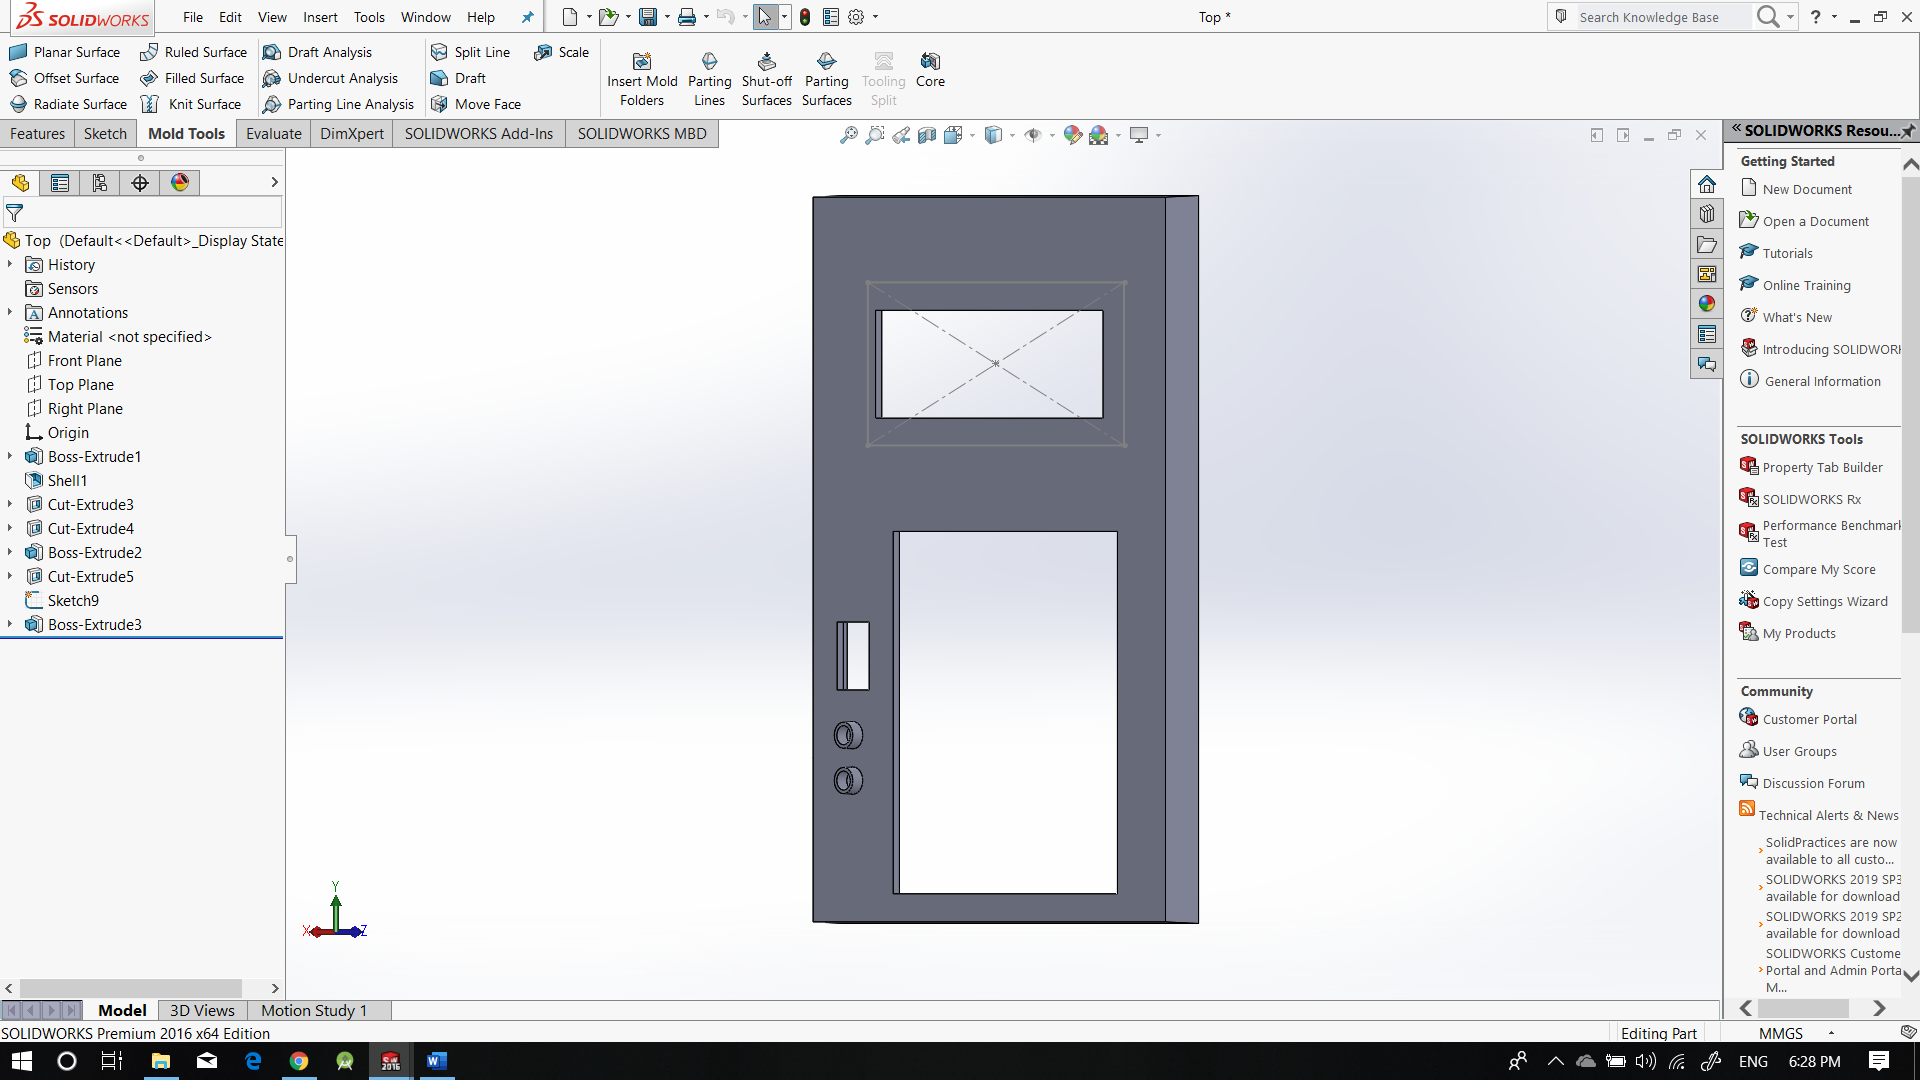 SOLIDWORKS
File Edit View Insert Tools Window Help
Top *
Search Knowledge Base
?
Planar Surface Ruled Surface Draft Analysis Split Line Scale
Offset Surface Filled Surface Undercut Analysis Draft
Radiate Surface Knit Surface Parting Line Analysis Move Face
Insert Mold Folders
Parting Lines
Shut-off Surfaces
Parting Surfaces
Tooling Split
Core
Features Sketch Mold Tools Evaluate DimXpert SOLIDWORKS Add-Ins SOLIDWORKS MBD
Top (Default<<Default>_Display State
History
Sensors
Annotations
Material <not specified>
Front Plane
Top Plane
Right Plane
Origin
Boss-Extrude1
Shell1
Cut-Extrude3
Cut-Extrude4
Boss-Extrude2
Cut-Extrude5
Sketch9
Boss-Extrude3
Y
X
Z
SOLIDWORKS Resou...
Getting Started
New Document
Open a Document
Tutorials
Online Training
What's New
Introducing SOLIDWOR
General Information
SOLIDWORKS Tools
Property Tab Builder
SOLIDWORKS Rx
Performance Benchmark
Test
Compare My Score
Copy Settings Wizard
My Products
Community
Customer Portal
User Groups
Discussion Forum
Technical Alerts & News
SolidPractices are now
available to all custo...
SOLIDWORKS 2019 SP3
available for download
SOLIDWORKS 2019 SP2
available for download
SOLIDWORKS Custome
Portal and Admin Porta
M...
Model 3D Views Motion Study 1
SOLIDWORKS Premium 2016 x64 Edition
Editing Part MMGS
ENG 6:28 PM